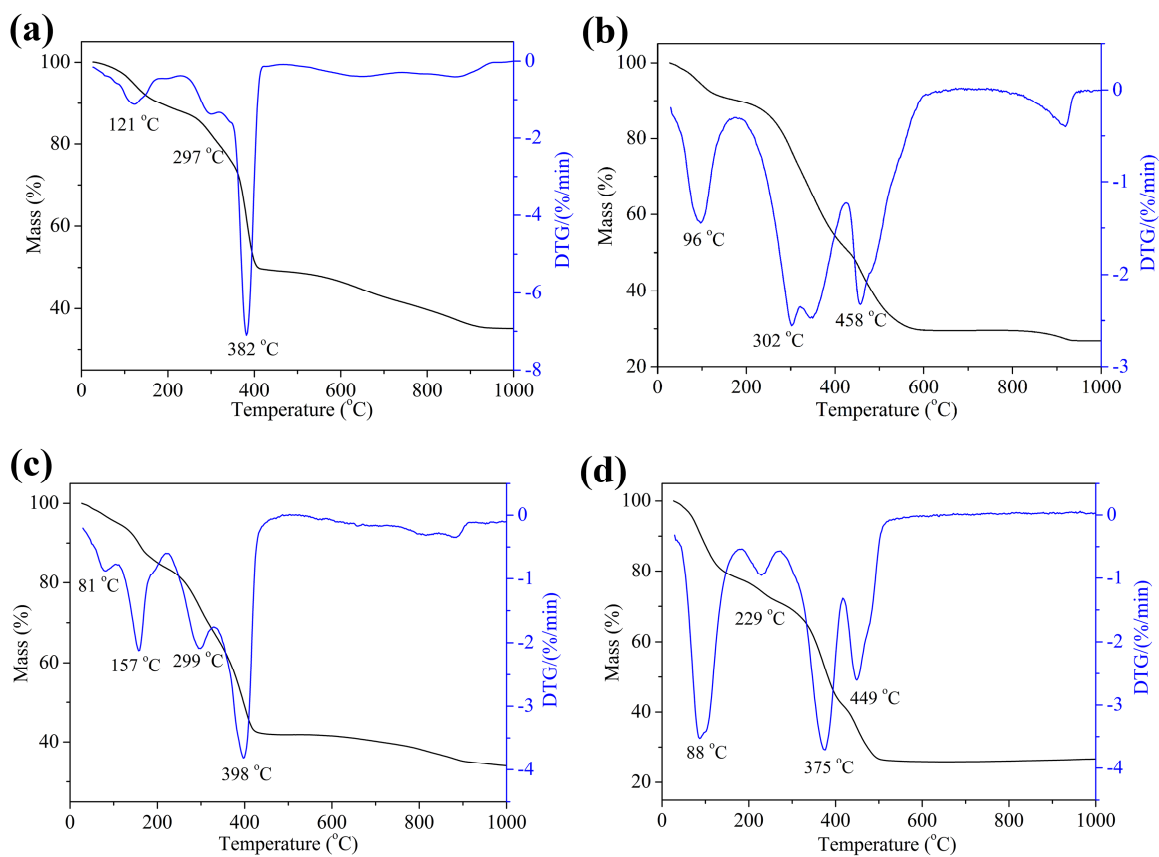 (a)
100
80
60
40
Mass (%)
0
-2
-4
-6
-8
DTG/(%/min)
121 °C
297 °C
382 °C
0 200 400 600 800 1000
Temperature (°C)
(b)
100
80
60
40
20
Mass (%)
0
-1
-2
-3
DTG/(%/min)
96 °C
302 °C
458 °C
0 200 400 600 800 1000
Temperature (°C)
(c)
100
80
60
40
Mass (%)
0
-1
-2
-3
-4
DTG/(%/min)
81 °C
157 °C
299 °C
398 °C
0 200 400 600 800 1000
Temperature (°C)
(d)
100
80
60
40
20
Mass (%)
0
-1
-2
-3
-4
DTG/(%/min)
229 °C
449 °C
88 °C
375 °C
0 200 400 600 800 1000
Temperature (°C)